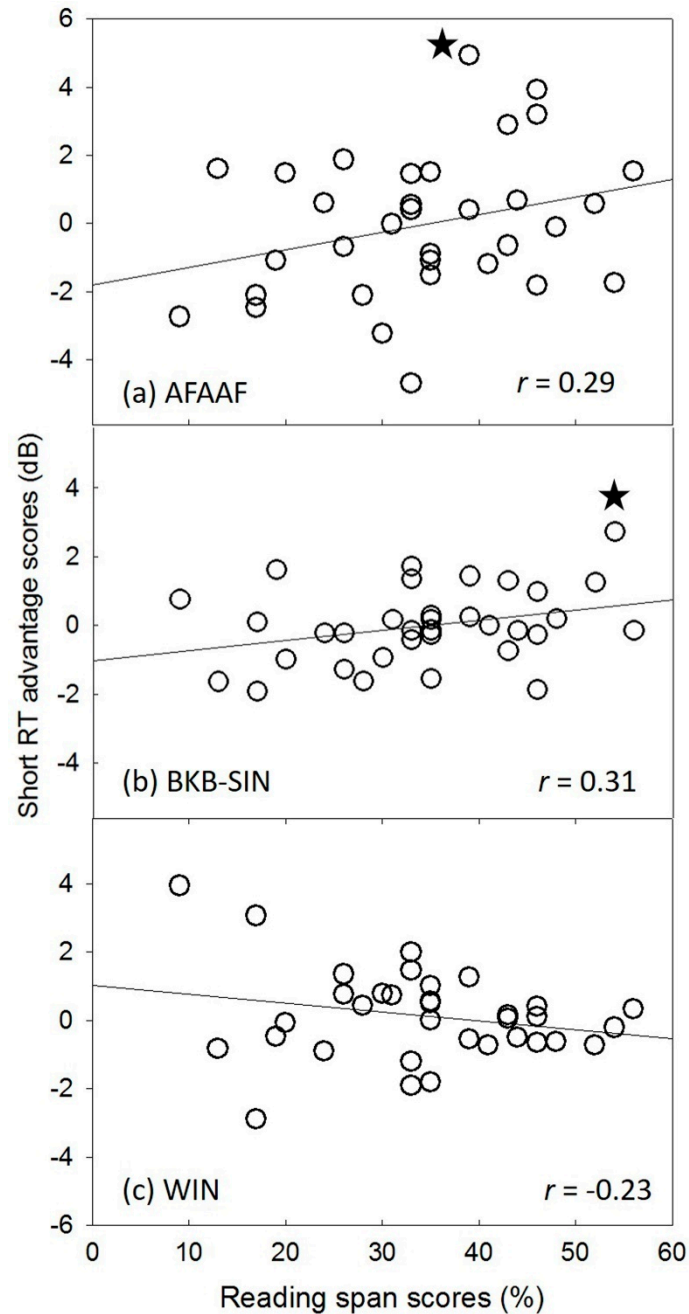 6
4
2
0
-2
-4
(a) AFAAF
r = 0.29
Short RT advantage scores (dB)
4
2
0
-2
-4
(b) BKB-SIN
r = 0.31
4
2
0
-2
-4
-6
(c) WIN
r = -0.23
0 10 20 30 40 50 60
Reading span scores (%)